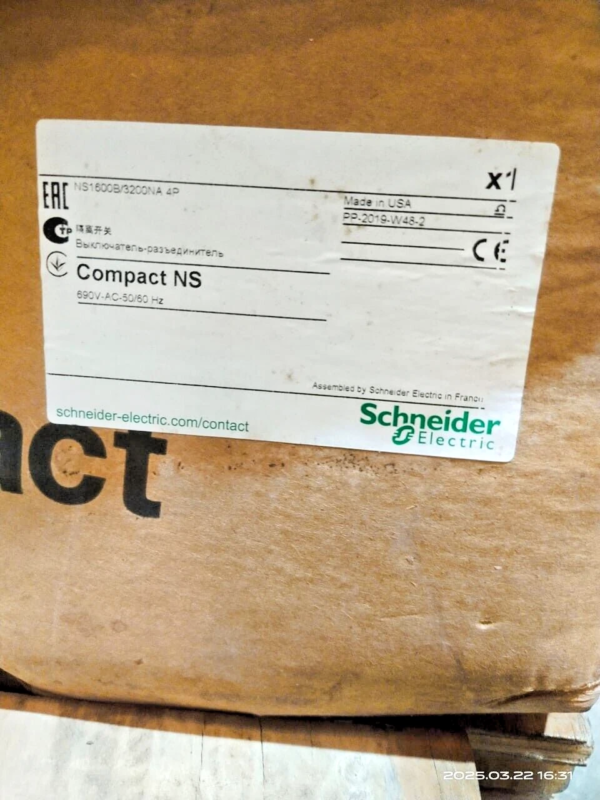 X1
EAC
NS1600B/3200NA 4P
Made in USA
PP-2019-W48-2
隔离开关
Выключатель-разъединитель
CE
Compact NS
690V-AC-50/60 Hz
Assembled by Schneider Electric in France
schneider-electric.com/contact
Schneider
Electric
act
2025.03.22 16:31